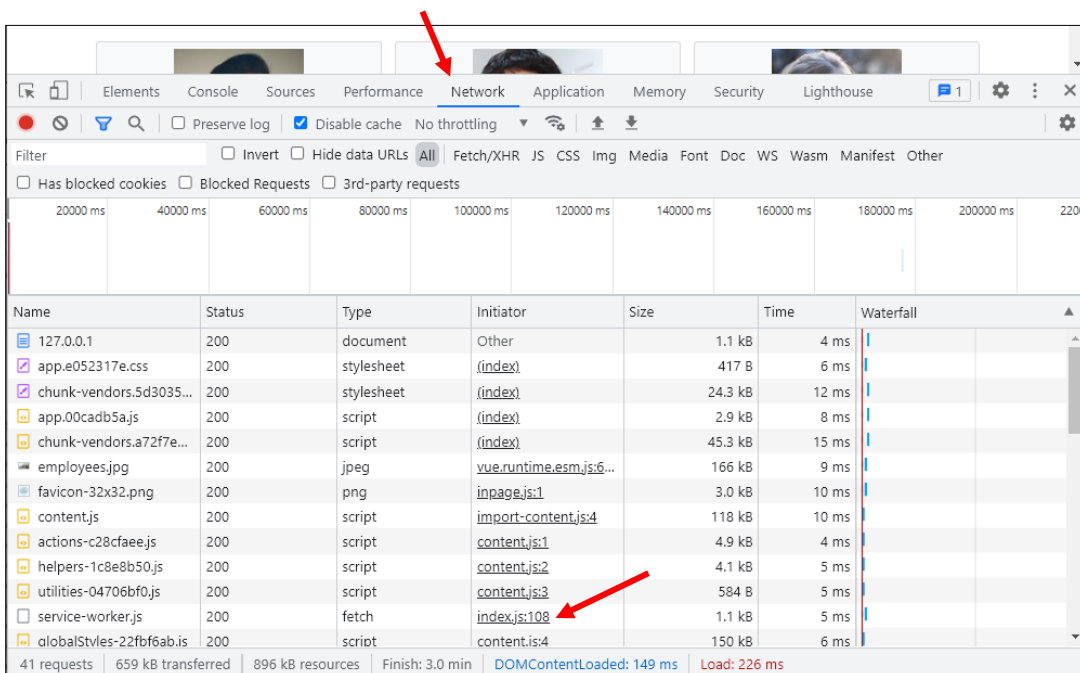 Elements Console Sources Performance Network Application Memory Security Lighthouse 1
Preserve log Disable cache No throttling
Filter Invert Hide data URLs All Fetch/XHR JS CSS Img Media Font Doc WS Wasm Manifest Other
Has blocked cookies Blocked Requests 3rd-party requests
20000 ms 40000 ms 60000 ms 80000 ms 100000 ms 120000 ms 140000 ms 160000 ms 180000 ms 200000 ms 220
Name Status Type Initiator Size Time Waterfall
127.0.0.1 200 document Other 1.1 kB 4 ms
app.e052317e.css 200 stylesheet (index) 417 B 6 ms
chunk-vendors.5d3035... 200 stylesheet (index) 24.3 kB 12 ms
app.00cadb5a.js 200 script (index) 2.9 kB 8 ms
chunk-vendors.a72f7e... 200 script (index) 45.3 kB 15 ms
employees.jpg 200 jpeg vue.runtime.esm.js:6... 166 kB 9 ms
favicon-32x32.png 200 png inpage.js:1 3.0 kB 10 ms
content.js 200 script import-content.js:4 118 kB 10 ms
actions-c28cfaee.js 200 script content.js:1 4.9 kB 4 ms
helpers-1c8e8b50.js 200 script content.js:2 4.1 kB 5 ms
utilities-04706bf0.js 200 script content.js:3 584 B 5 ms
service-worker.js 200 fetch index.js:108 1.1 kB 5 ms
globalStyles-22fbf6ab.js 200 script content.js:4 150 kB 6 ms
41 requests 659 kB transferred 896 kB resources Finish: 3.0 min DOMContentLoaded: 149 ms Load: 226 ms